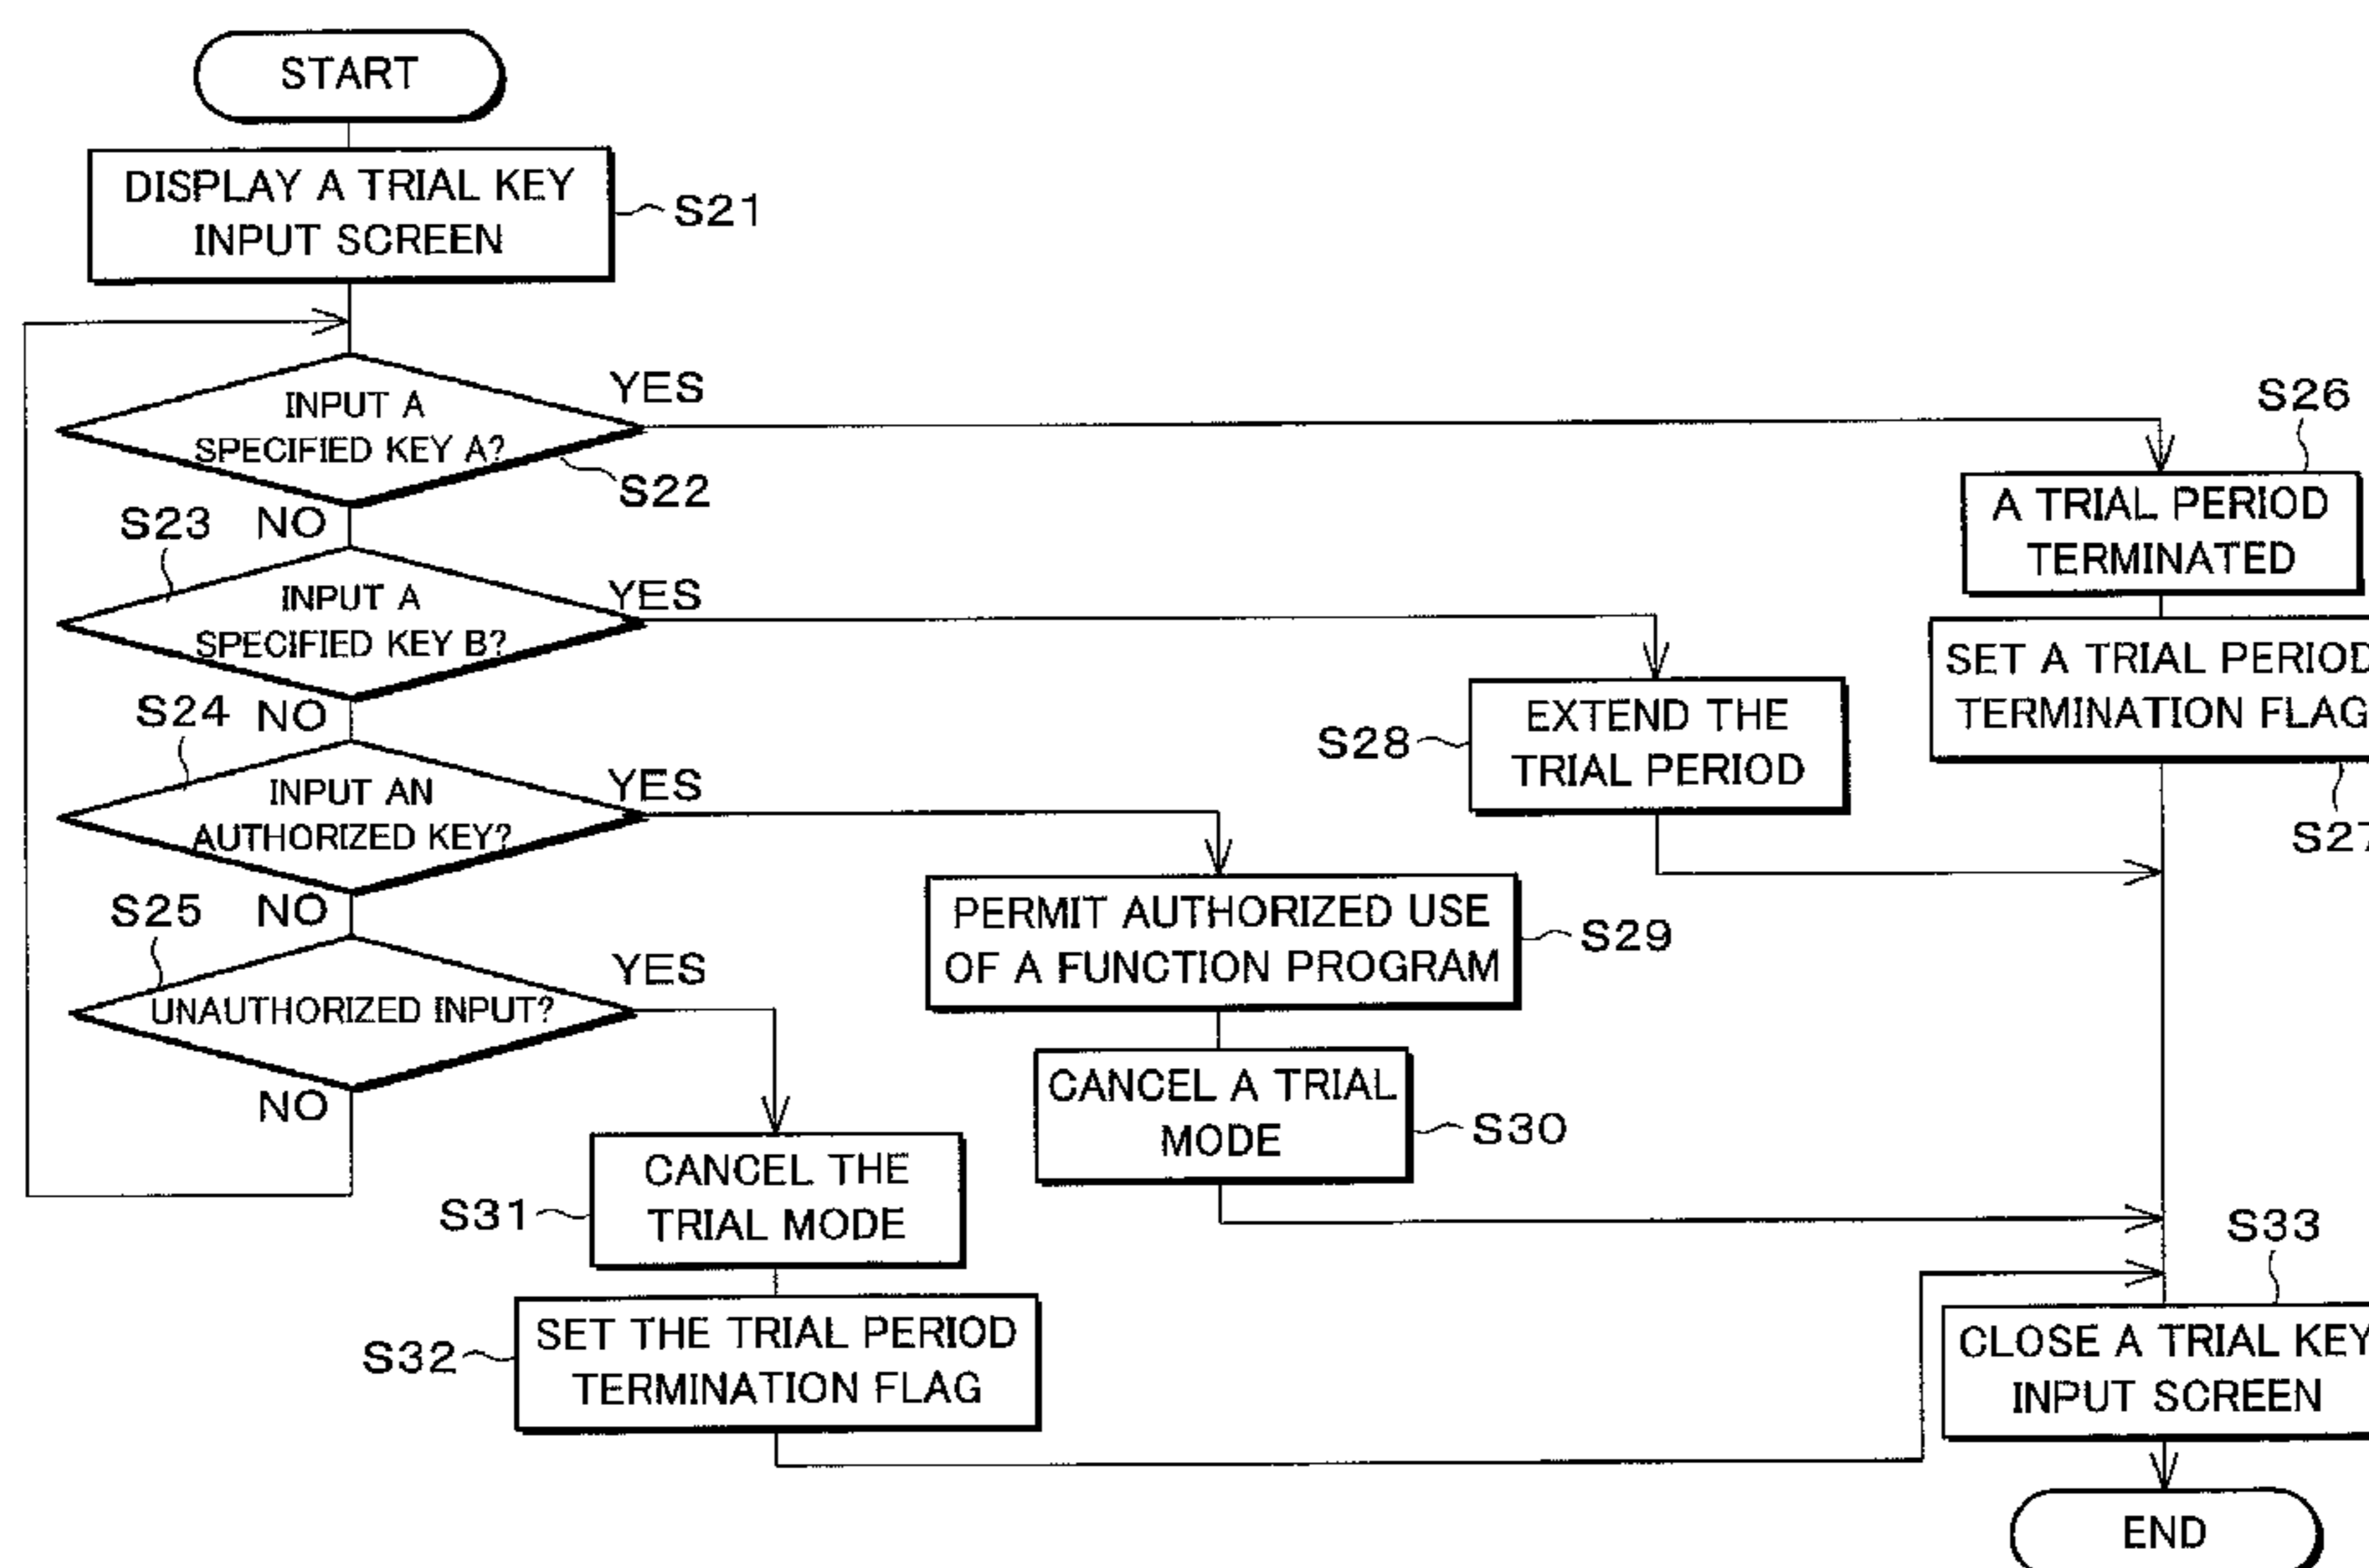 START
DISPLAY A TRIAL KEY
INPUT SCREEN
S21
INPUT A
SPECIFIED KEY A?
YES
S22
NO
S23
INPUT A
SPECIFIED KEY B?
YES
NO
S24
INPUT AN
AUTHORIZED KEY?
YES
NO
S25
UNAUTHORIZED INPUT?
YES
NO
S26
A TRIAL PERIOD
TERMINATED
SET A TRIAL PERIOD
TERMINATION FLAG
S27
S28
EXTEND THE
TRIAL PERIOD
PERMIT AUTHORIZED USE
OF A FUNCTION PROGRAM
S29
CANCEL A TRIAL
MODE
S30
CANCEL THE
TRIAL MODE
S31
SET THE TRIAL PERIOD
TERMINATION FLAG
S32
S33
CLOSE A TRIAL KEY
INPUT SCREEN
END